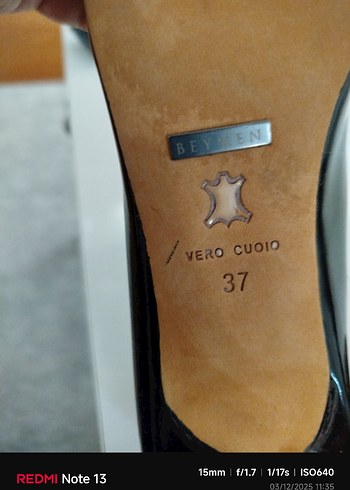 BEYMEN
VERO CUOIO
37
REDMI Note 13
15mm | f/1.7 | 1/17s | ISO640
03/12/2025 11:35